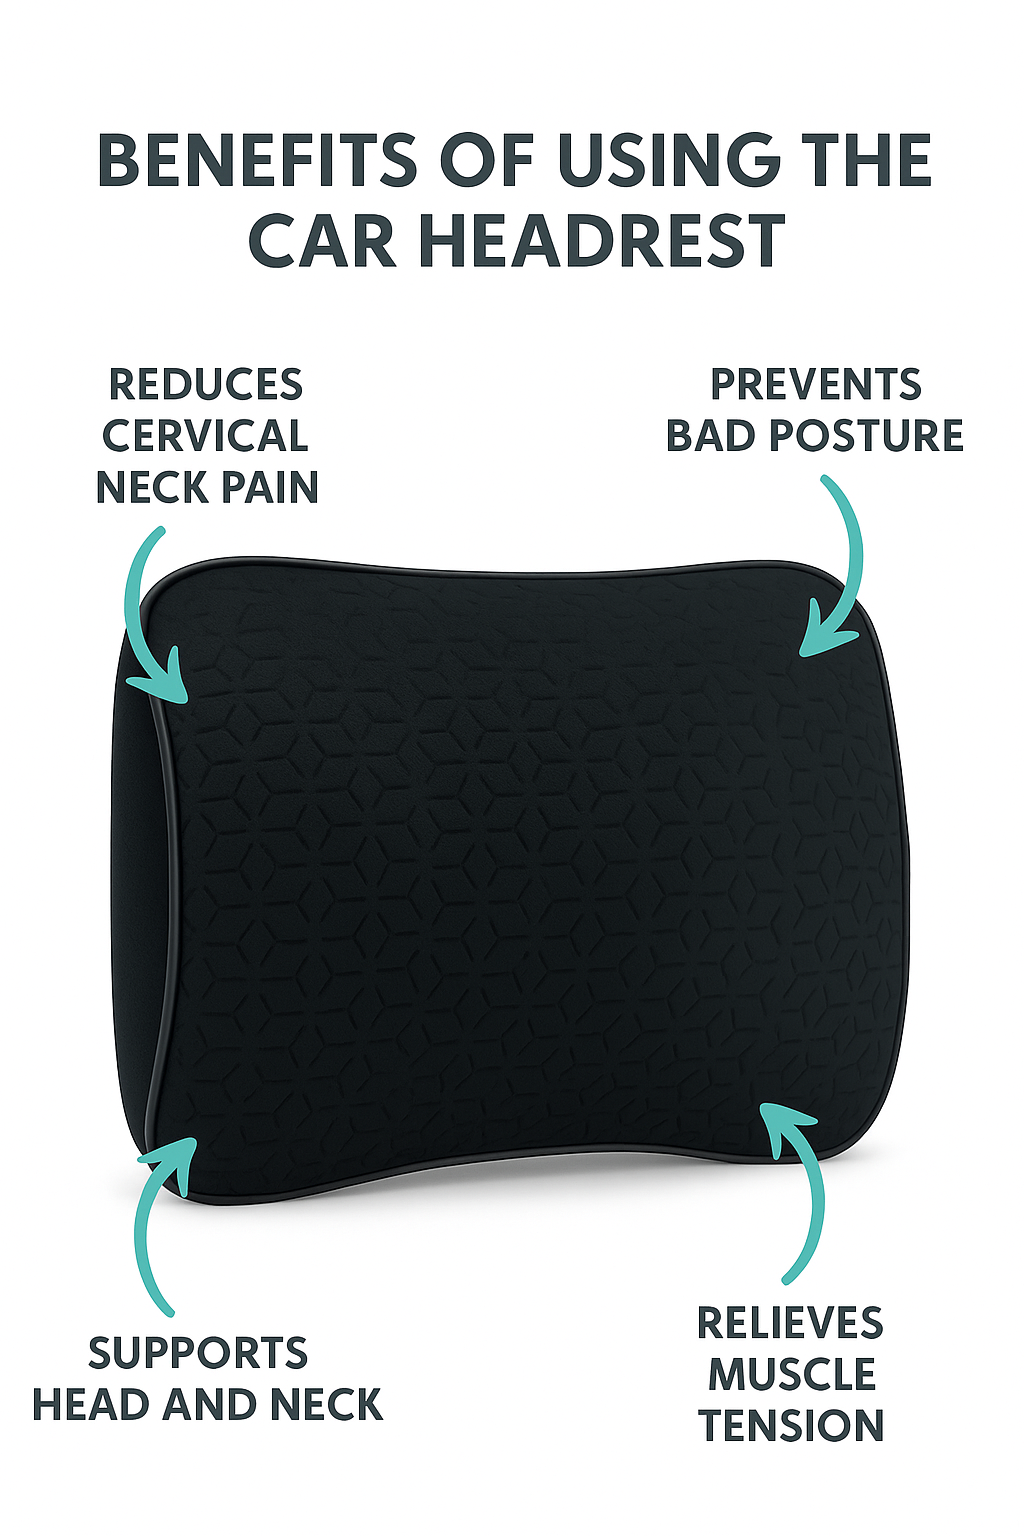 BENEFITS OF USING THE
CAR HEADREST
REDUCES
CERVICAL
NECK PAIN
PREVENTS
BAD POSTURE
SUPPORTS
HEAD AND NECK
RELIEVES
MUSCLE
TENSION